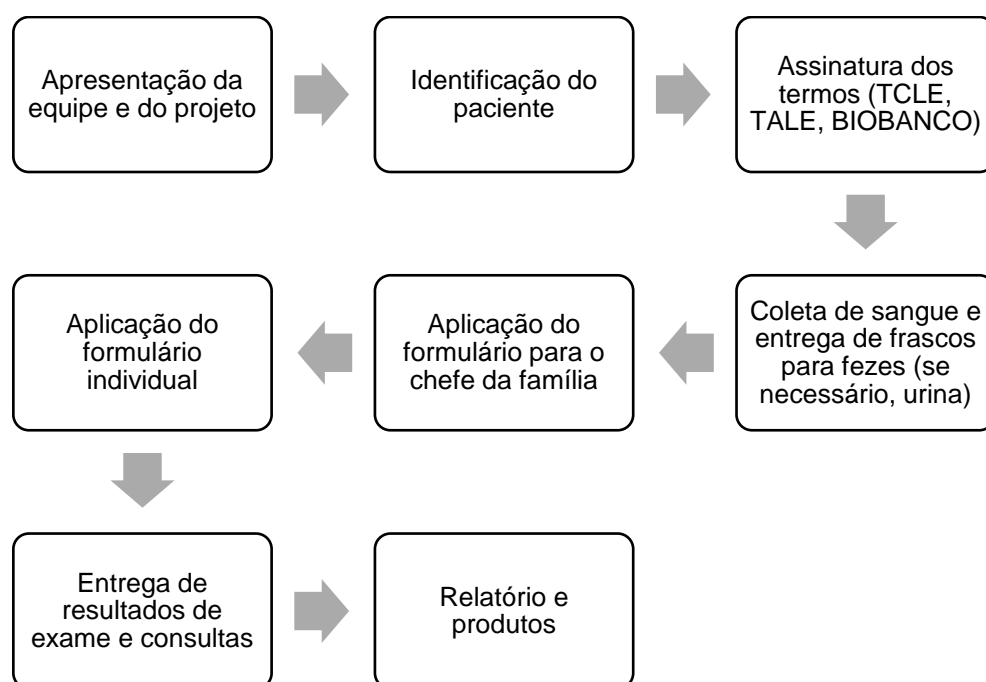 Apresentação da
equipe e do projeto
Identificação do
paciente
Assinatura dos
termos (TCLE,
TALE, BIOBANCO)
Coleta de sangue e
entrega de frascos
para fezes (se
necessário, urina)
Aplicação do
formulário para o
chefe da família
Aplicação do
formulário
individual
Entrega de
resultados de
exame e consultas
Relatório e
produtos